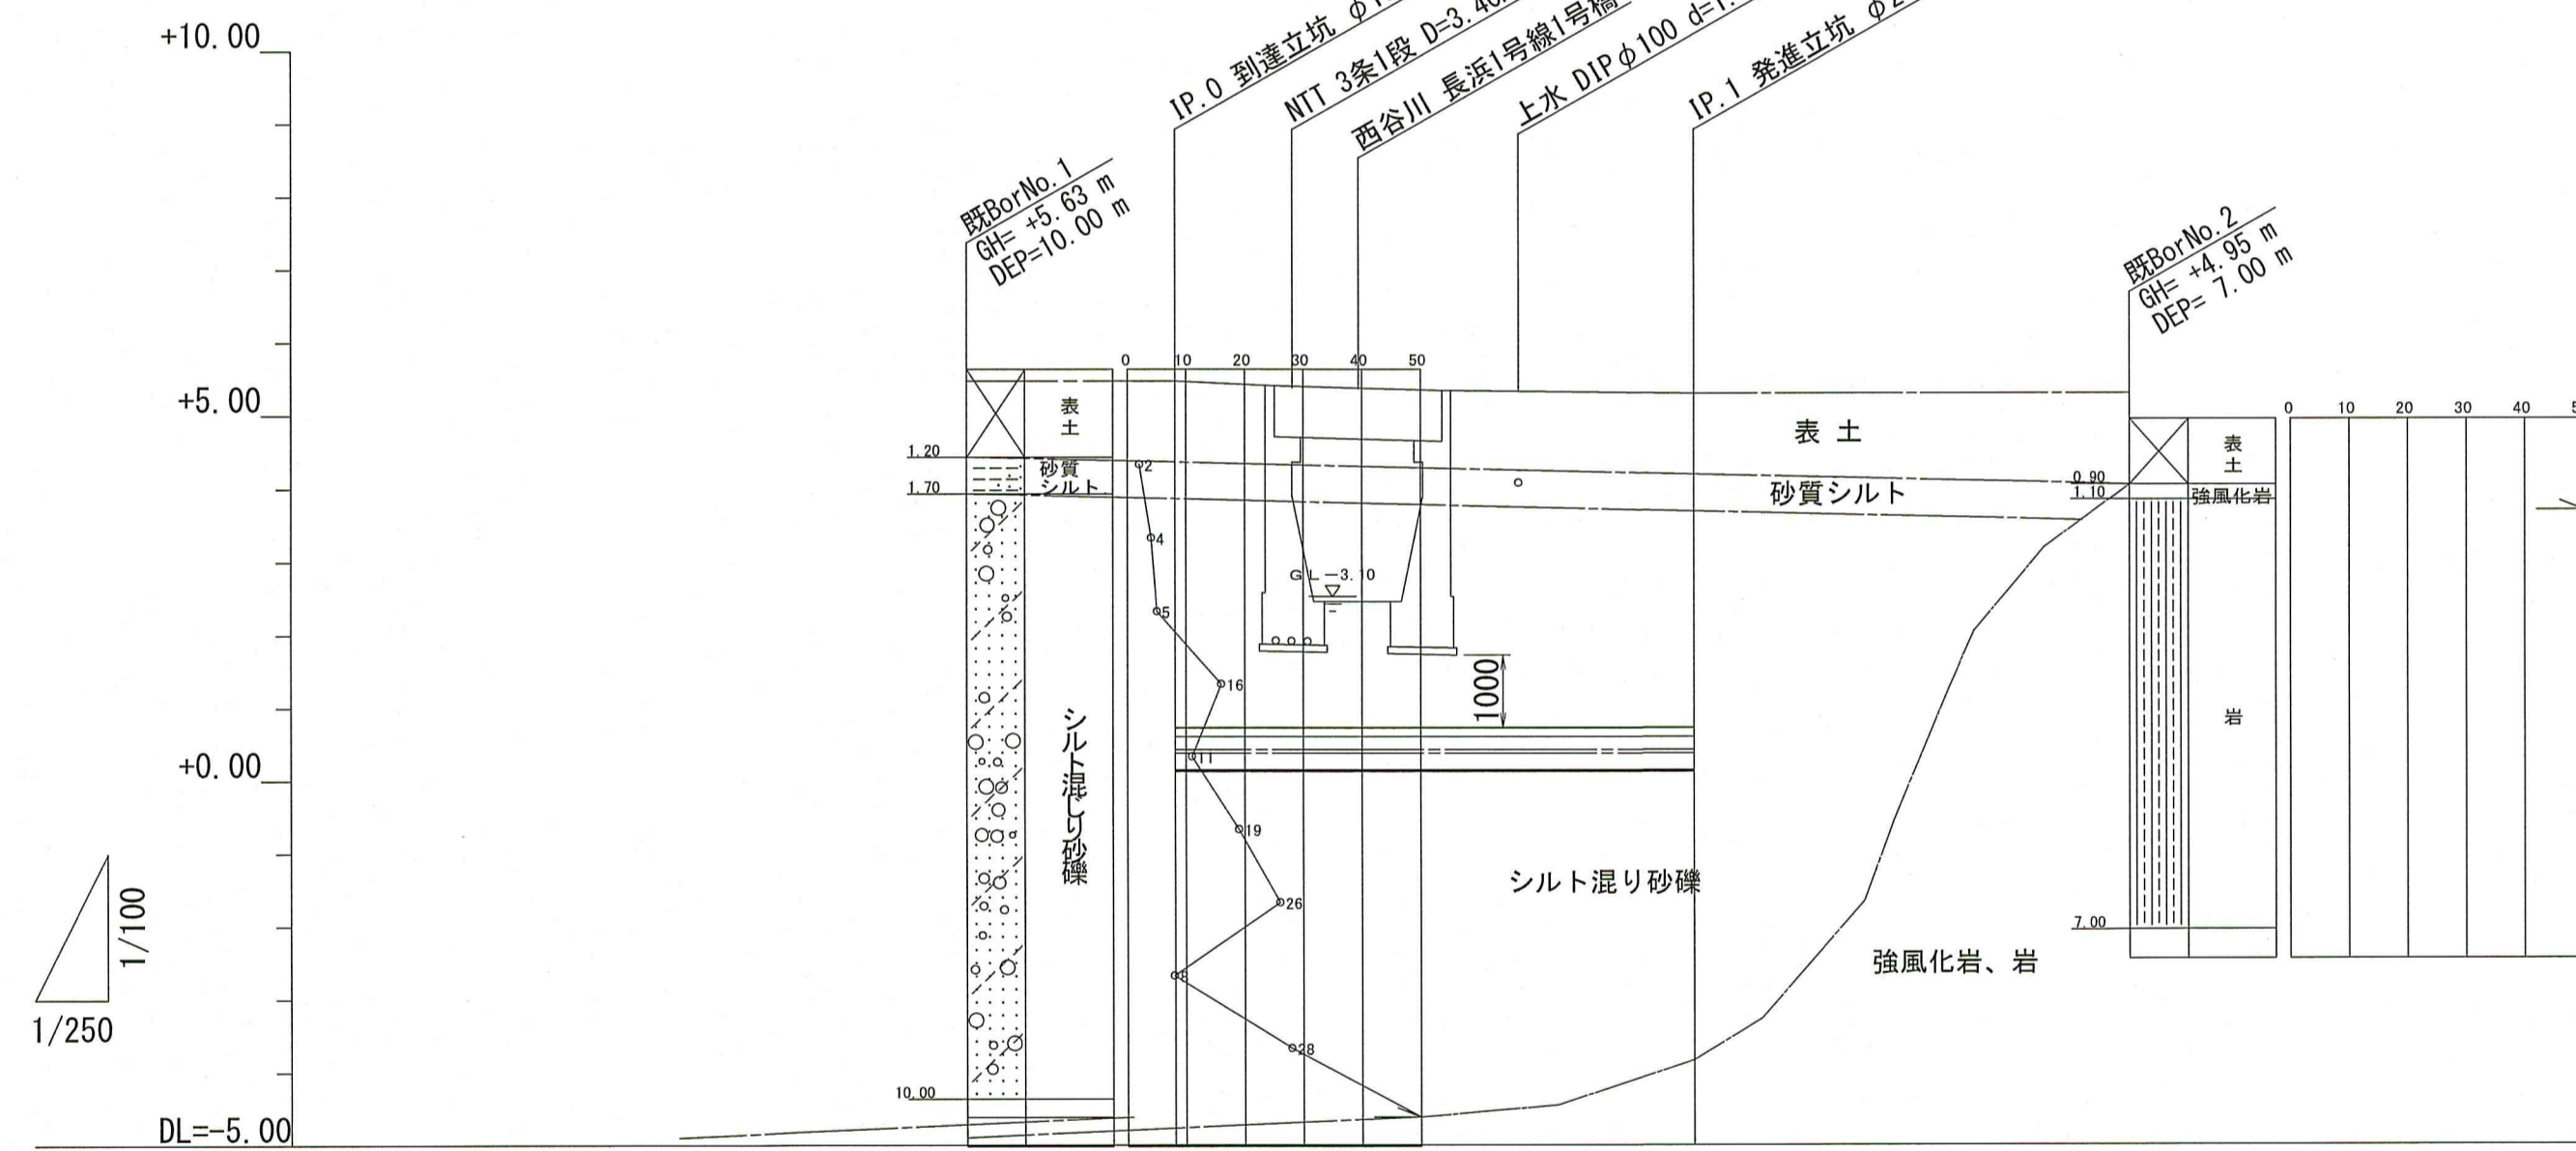 +10.00
+5.00
+0.00
DL=-5.00
1/100
1/250
既BorNo.1
GH= +5.63 m
DEP=10.00 m
IP.0 到達立坑
NTT 3条1段
西谷川 長浜1号線1号橋
上水 DIPφ100
IP.1 発進立坑
既BorNo.2
GH= +4.95 m
DEP= 7.00 m
0 10 20 30 40 50
表土
1.20
砂質
シルト
1.70
シルト混じり砂礫
10.00
2
4
5
16
11
19
26
8
28
GL-3.10
1000
表 土
砂質シルト
シルト混り砂礫
強風化岩、岩
0 10 20 30 40
表土
0.90
1.10
強風化岩
岩
7.00